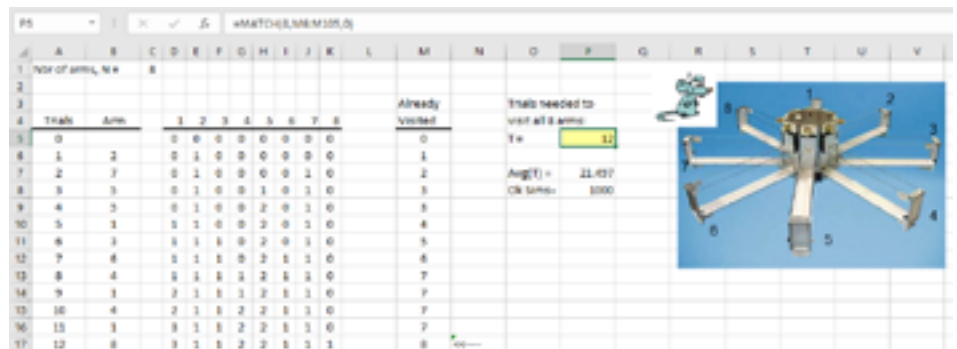 P5 fx =MATCH(8,M6:M105,0)
A B C D E F G H I J K L M N O P Q R S T U V
1 Nbr of arms, N = 8
2
3 Already Trials needed to
4 Trials Arm 1 2 3 4 5 6 7 8 Visited visit all 8 arms:
5 0 0 0 0 0 0 0 0 0 0 T = 12
6 1 2 0 1 0 0 0 0 0 0 1
7 2 7 0 1 0 0 0 0 1 0 2 Avg(T) = 21.497
8 3 5 0 1 0 0 1 0 1 0 3 Ok Sims= 1000
9 4 5 0 1 0 0 2 0 1 0 3
10 5 1 1 1 0 0 2 0 1 0 4
11 6 3 1 1 1 0 2 0 1 0 5
12 7 6 1 1 1 0 2 1 1 0 6
13 8 4 1 1 1 1 2 1 1 0 7
14 9 1 2 1 1 1 2 1 1 0 7
15 10 4 2 1 1 2 2 1 1 0 7
16 11 1 3 1 1 2 2 1 1 0 7
17 12 8 3 1 1 2 2 1 1 1 8
1
2
3
4
5
6
7
8